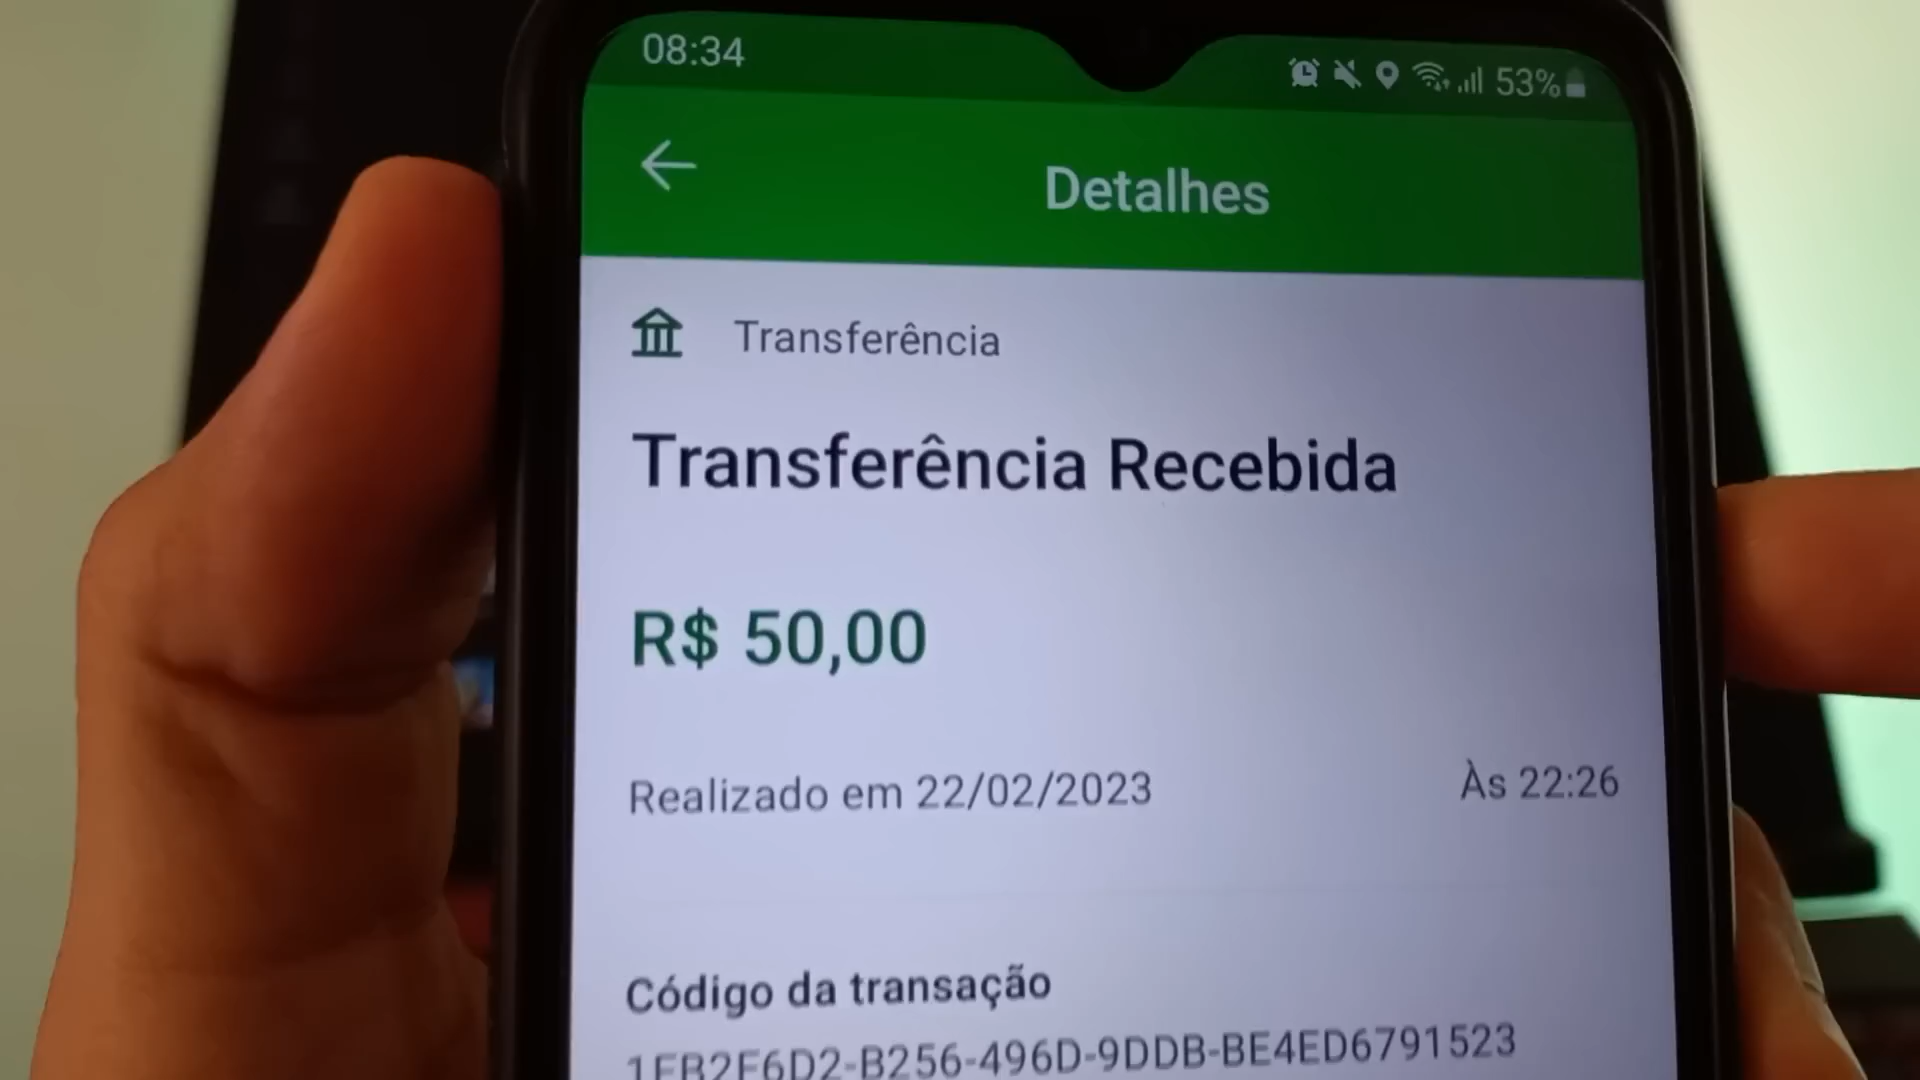 08:34
53%
Detalhes
Transferência
Transferência Recebida
R$ 50,00
Realizado em 22/02/2023
Às 22:26
Código da transação
1EB2E6D2-B256-496D-9DDB-BE4ED6791523